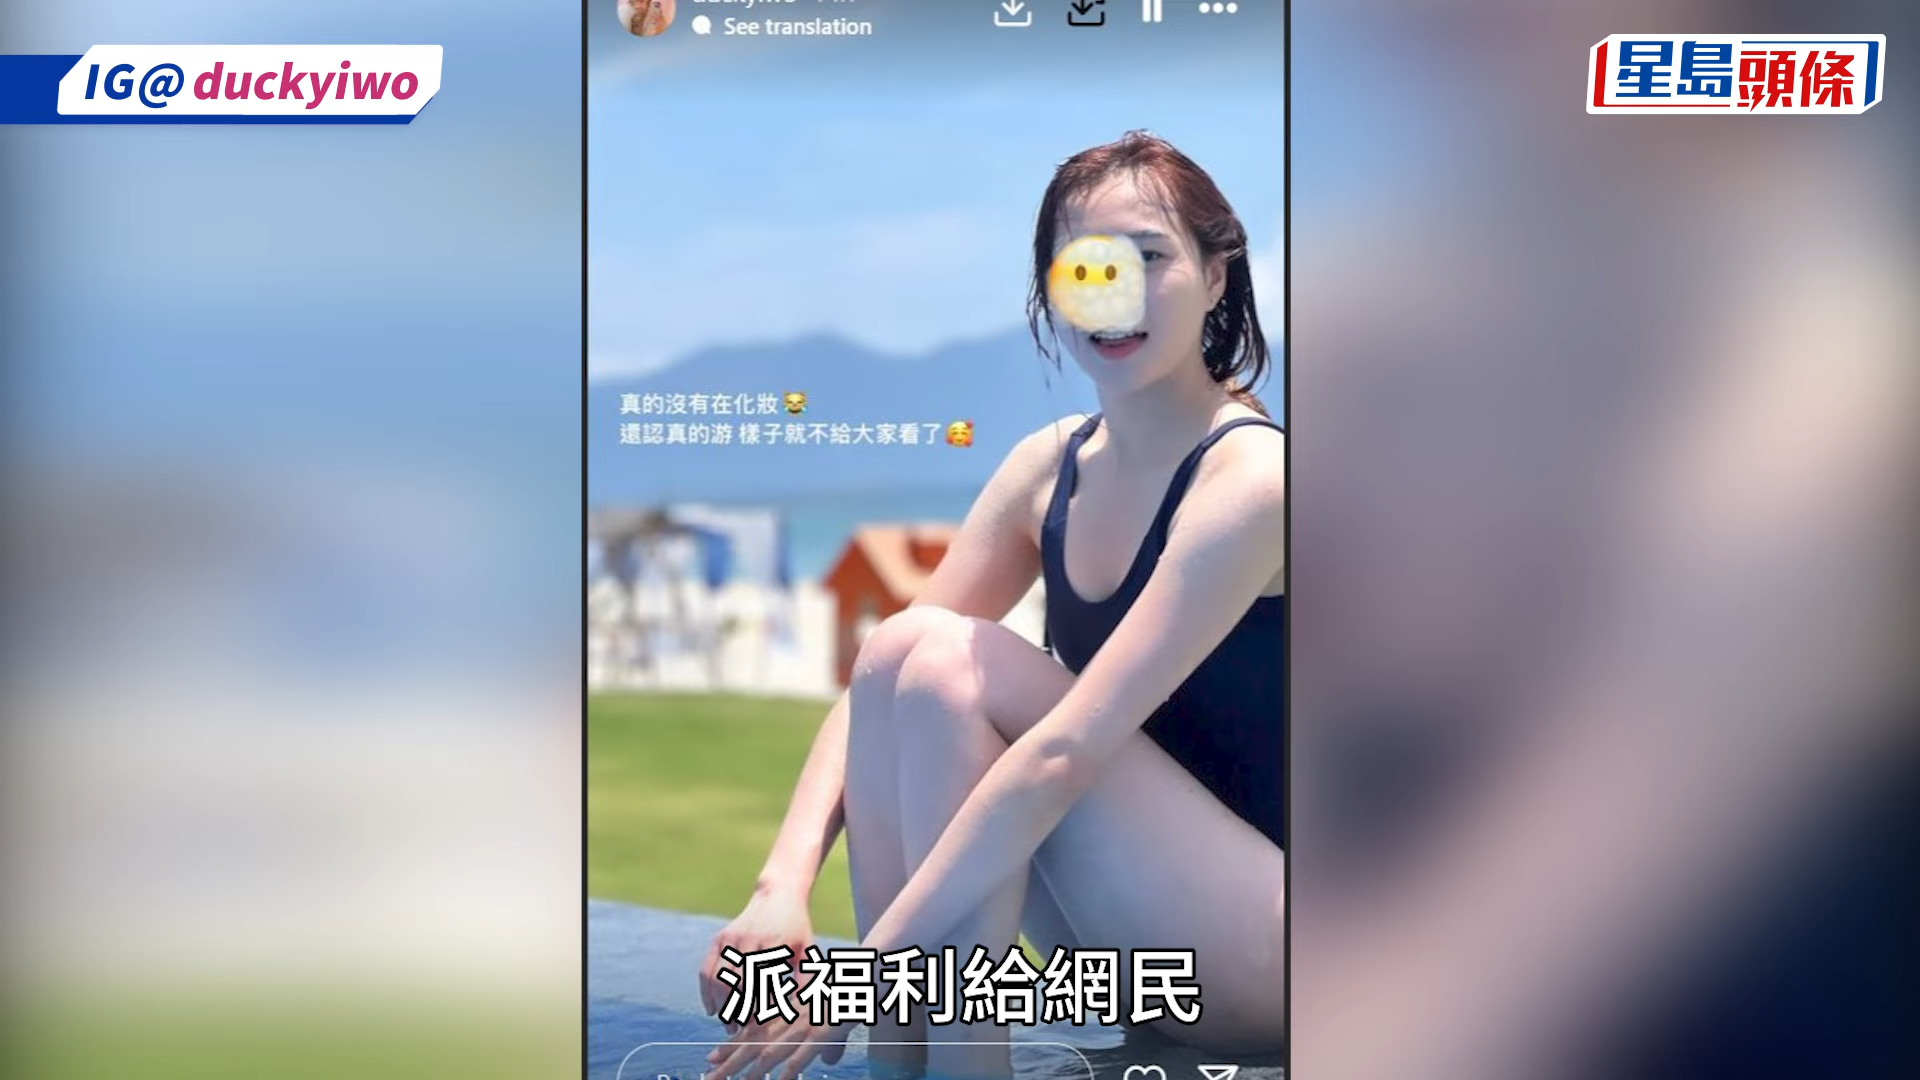 See translation
IG@duckyiwo
星島頭條
真的沒有在化妝😹
還認真的游 樣子就不給大家看了🥰
派福利給網民